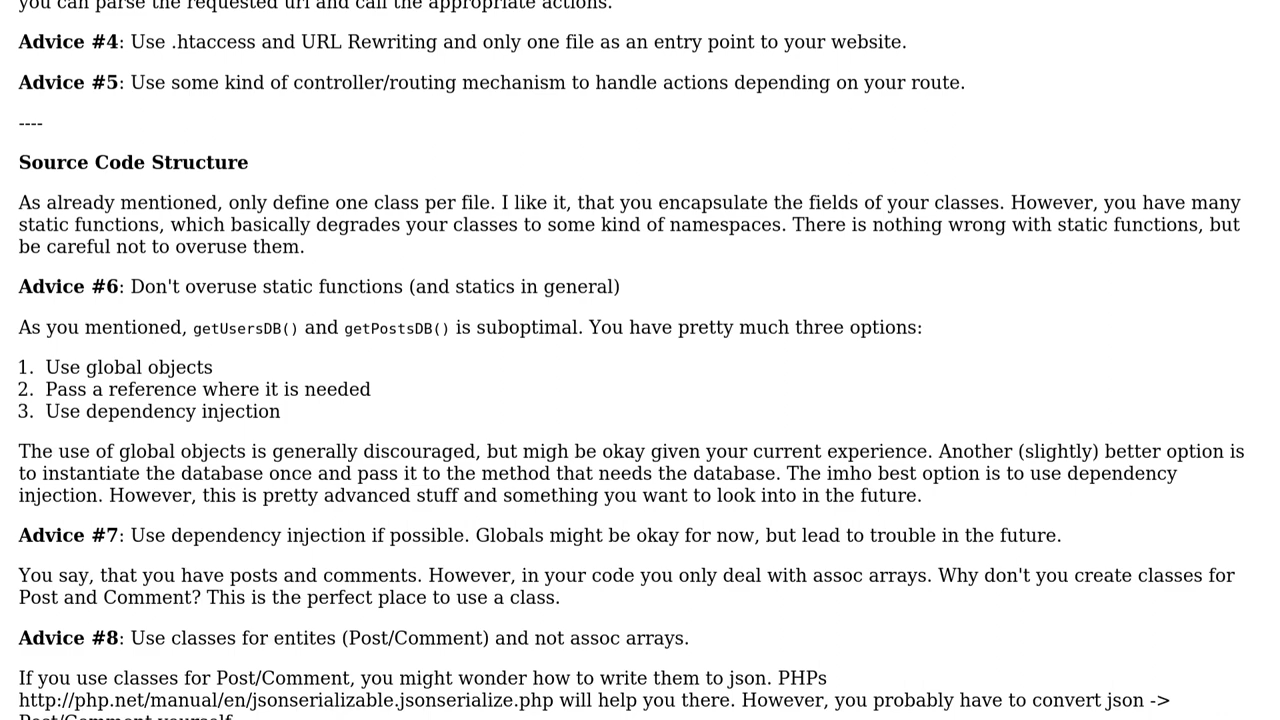 you can parse the requested url and call the appropriate actions.
Advice #4: Use .htaccess and URL Rewriting and only one file as an entry point to your website.
Advice #5: Use some kind of controller/routing mechanism to handle actions depending on your route.
----
Source Code Structure
As already mentioned, only define one class per file. I like it, that you encapsulate the fields of your classes. However, you have many
static functions, which basically degrades your classes to some kind of namespaces. There is nothing wrong with static functions, but
be careful not to overuse them.
Advice #6: Don't overuse static functions (and statics in general)
As you mentioned, getUsersDB() and getPostsDB() is suboptimal. You have pretty much three options:
1. Use global objects
2. Pass a reference where it is needed
3. Use dependency injection
The use of global objects is generally discouraged, but migh be okay given your current experience. Another (slightly) better option is
to instantiate the database once and pass it to the method that needs the database. The imho best option is to use dependency
injection. However, this is pretty advanced stuff and something you want to look into in the future.
Advice #7: Use dependency injection if possible. Globals might be okay for now, but lead to trouble in the future.
You say, that you have posts and comments. However, in your code you only deal with assoc arrays. Why don't you create classes for
Post and Comment? This is the perfect place to use a class.
Advice #8: Use classes for entites (Post/Comment) and not assoc arrays.
If you use classes for Post/Comment, you might wonder how to write them to json. PHPs
http://php.net/manual/en/jsonserializable.jsonserialize.php will help you there. However, you probably have to convert json ->
Post/Comment yourself